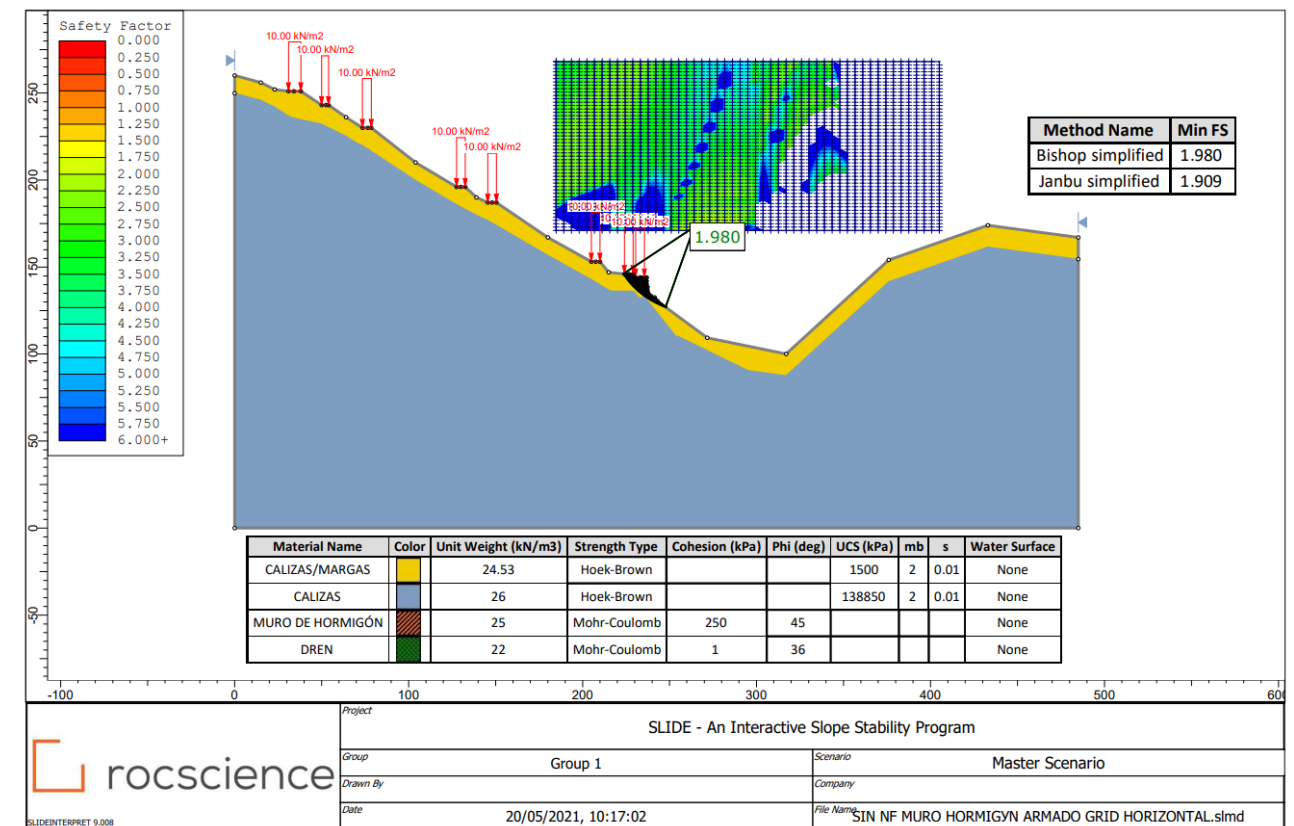 Safety Factor
0.000
0.250
0.500
0.750
1.000
1.250
1.500
1.750
2.000
2.250
2.500
2.750
3.000
3.250
3.500
3.750
4.000
4.250
4.500
4.750
5.000
5.250
5.500
5.750
6.000+
10.00 kN/m2
10.00 kN/m2
10.00 kN/m2
10.00 kN/m2
10.00 kN/m2
10.00 kN/m2
1.980
Method Name Min FS
Bishop simplified 1.980
Janbu simplified 1.909
250
200
150
100
50
0
-50
Material Name Color Unit Weight (kN/m3) Strength Type Cohesion (kPa) Phi (deg) UCS (kPa) mb s Water Surface
CALIZAS/MARGAS 24.53 Hoek-Brown 1500 2 0.01 None
CALIZAS 26 Hoek-Brown 138850 2 0.01 None
MURO DE HORMIGÓN 25 Mohr-Coulomb 250 45 None
DREN 22 Mohr-Coulomb 1 36 None
-100 0 100 200 300 400 500 600
rocscience
SLIDEINTERPRET 9.008
Project
SLIDE - An Interactive Slope Stability Program
Group
Group 1
Scenario
Master Scenario
Drawn By
Company
Date
20/05/2021, 10:17:02
File Name
SIN NF MURO HORMIGУN ARMADO GRID HORIZONTAL.slmd